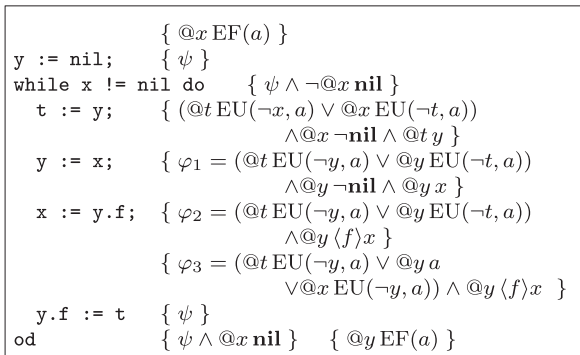 { @x EF(a) }
y := nil; { ψ }
while x != nil do { ψ ∧ ¬@x nil }
t := y; { (@t EU(¬x, a) ∨ @x EU(¬t, a))
∧@x ¬nil ∧ @t y }
y := x; { φ₁ = (@t EU(¬y, a) ∨ @y EU(¬t, a))
∧@y ¬nil ∧ @y x }
x := y.f; { φ₂ = (@t EU(¬y, a) ∨ @y EU(¬t, a))
∧@y ⟨f⟩x }
{ φ₃ = (@t EU(¬y, a) ∨ @y a
∨@x EU(¬y, a)) ∧ @y ⟨f⟩x }
y.f := t { ψ }
od { ψ ∧ @x nil } { @y EF(a) }